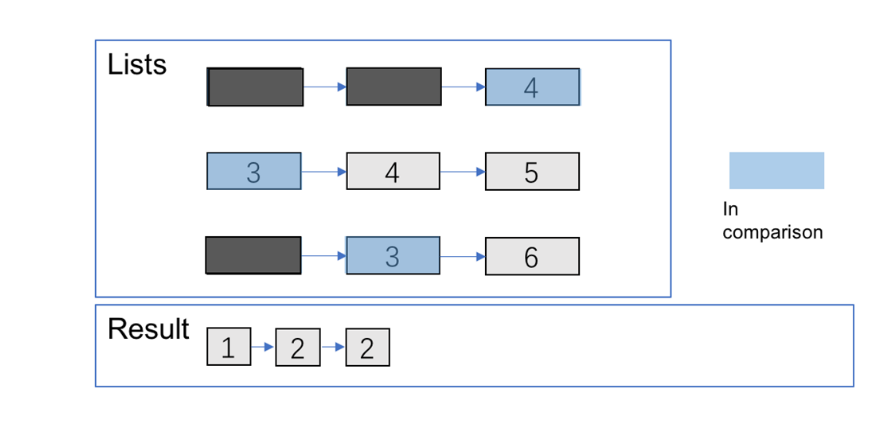 Lists
4
3 4 5
3 6
In
comparison
Result
1 2 2